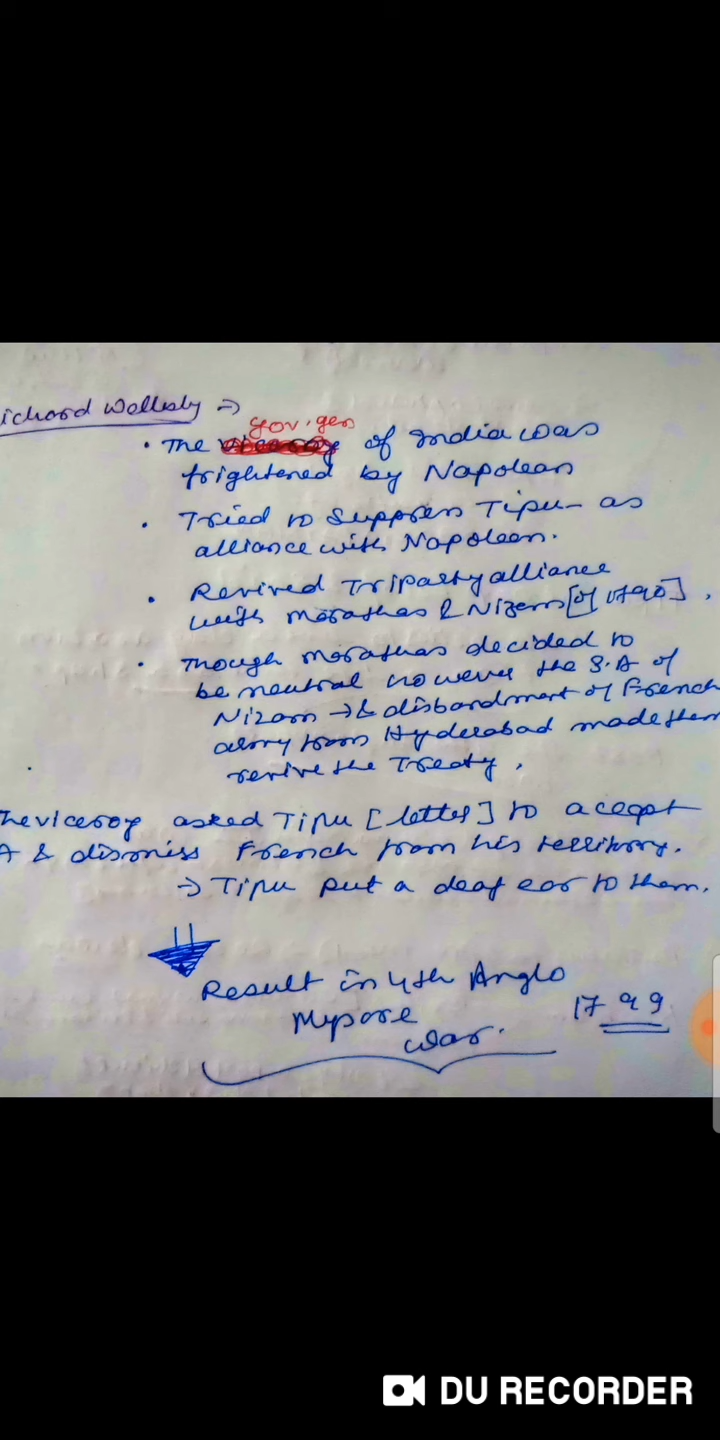 ichard Wellesly →
gov. gen
• The of India was
frightened by Napolean
• Tried to Suppress Tipu - as
alliance with Napoleon.
• Revived Triparty alliance
with marathas & Nizam [of 1790].
• Though marathas decided to
be neutral however the S.A of
Nizam → & disbandment of French
army from Hyderabad made them
revive the Treaty,
The viceroy asked Tipu [letter] to accept
A & dismiss French from his territory.
→ Tipu put a deaf ear to them.
Result in 4th Anglo
Mysore
war.
1799
DU RECORDER